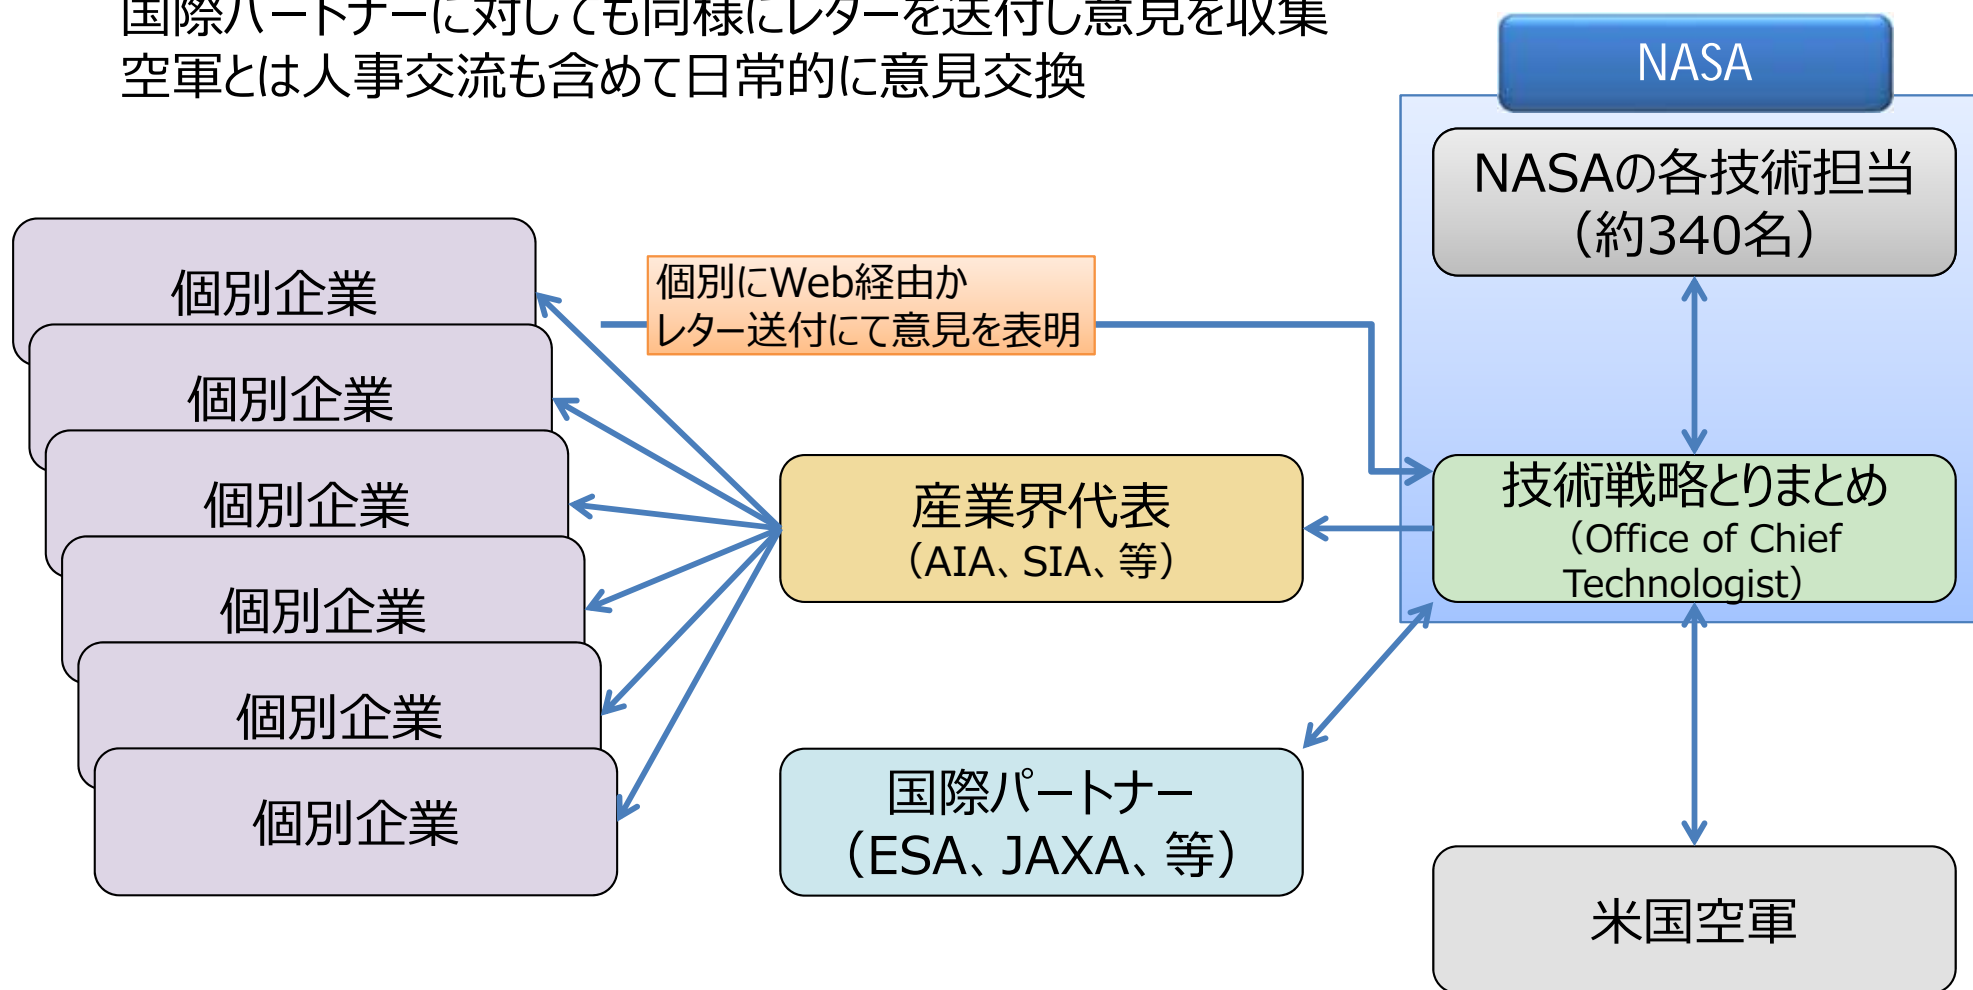 国際パートナーに対しても同様にレターを送付し意見を収集
空軍とは人事交流も含めて日常的に意見交換
NASA
NASAの各技術担当
（約340名）
個別にWeb経由か
レター送付にて意見を表明
個別企業
個別企業
個別企業
個別企業
個別企業
個別企業
産業界代表
（AIA、SIA、等）
技術戦略とりまとめ
（Office of Chief
Technologist）
国際パートナー
（ESA、JAXA、等）
米国空軍